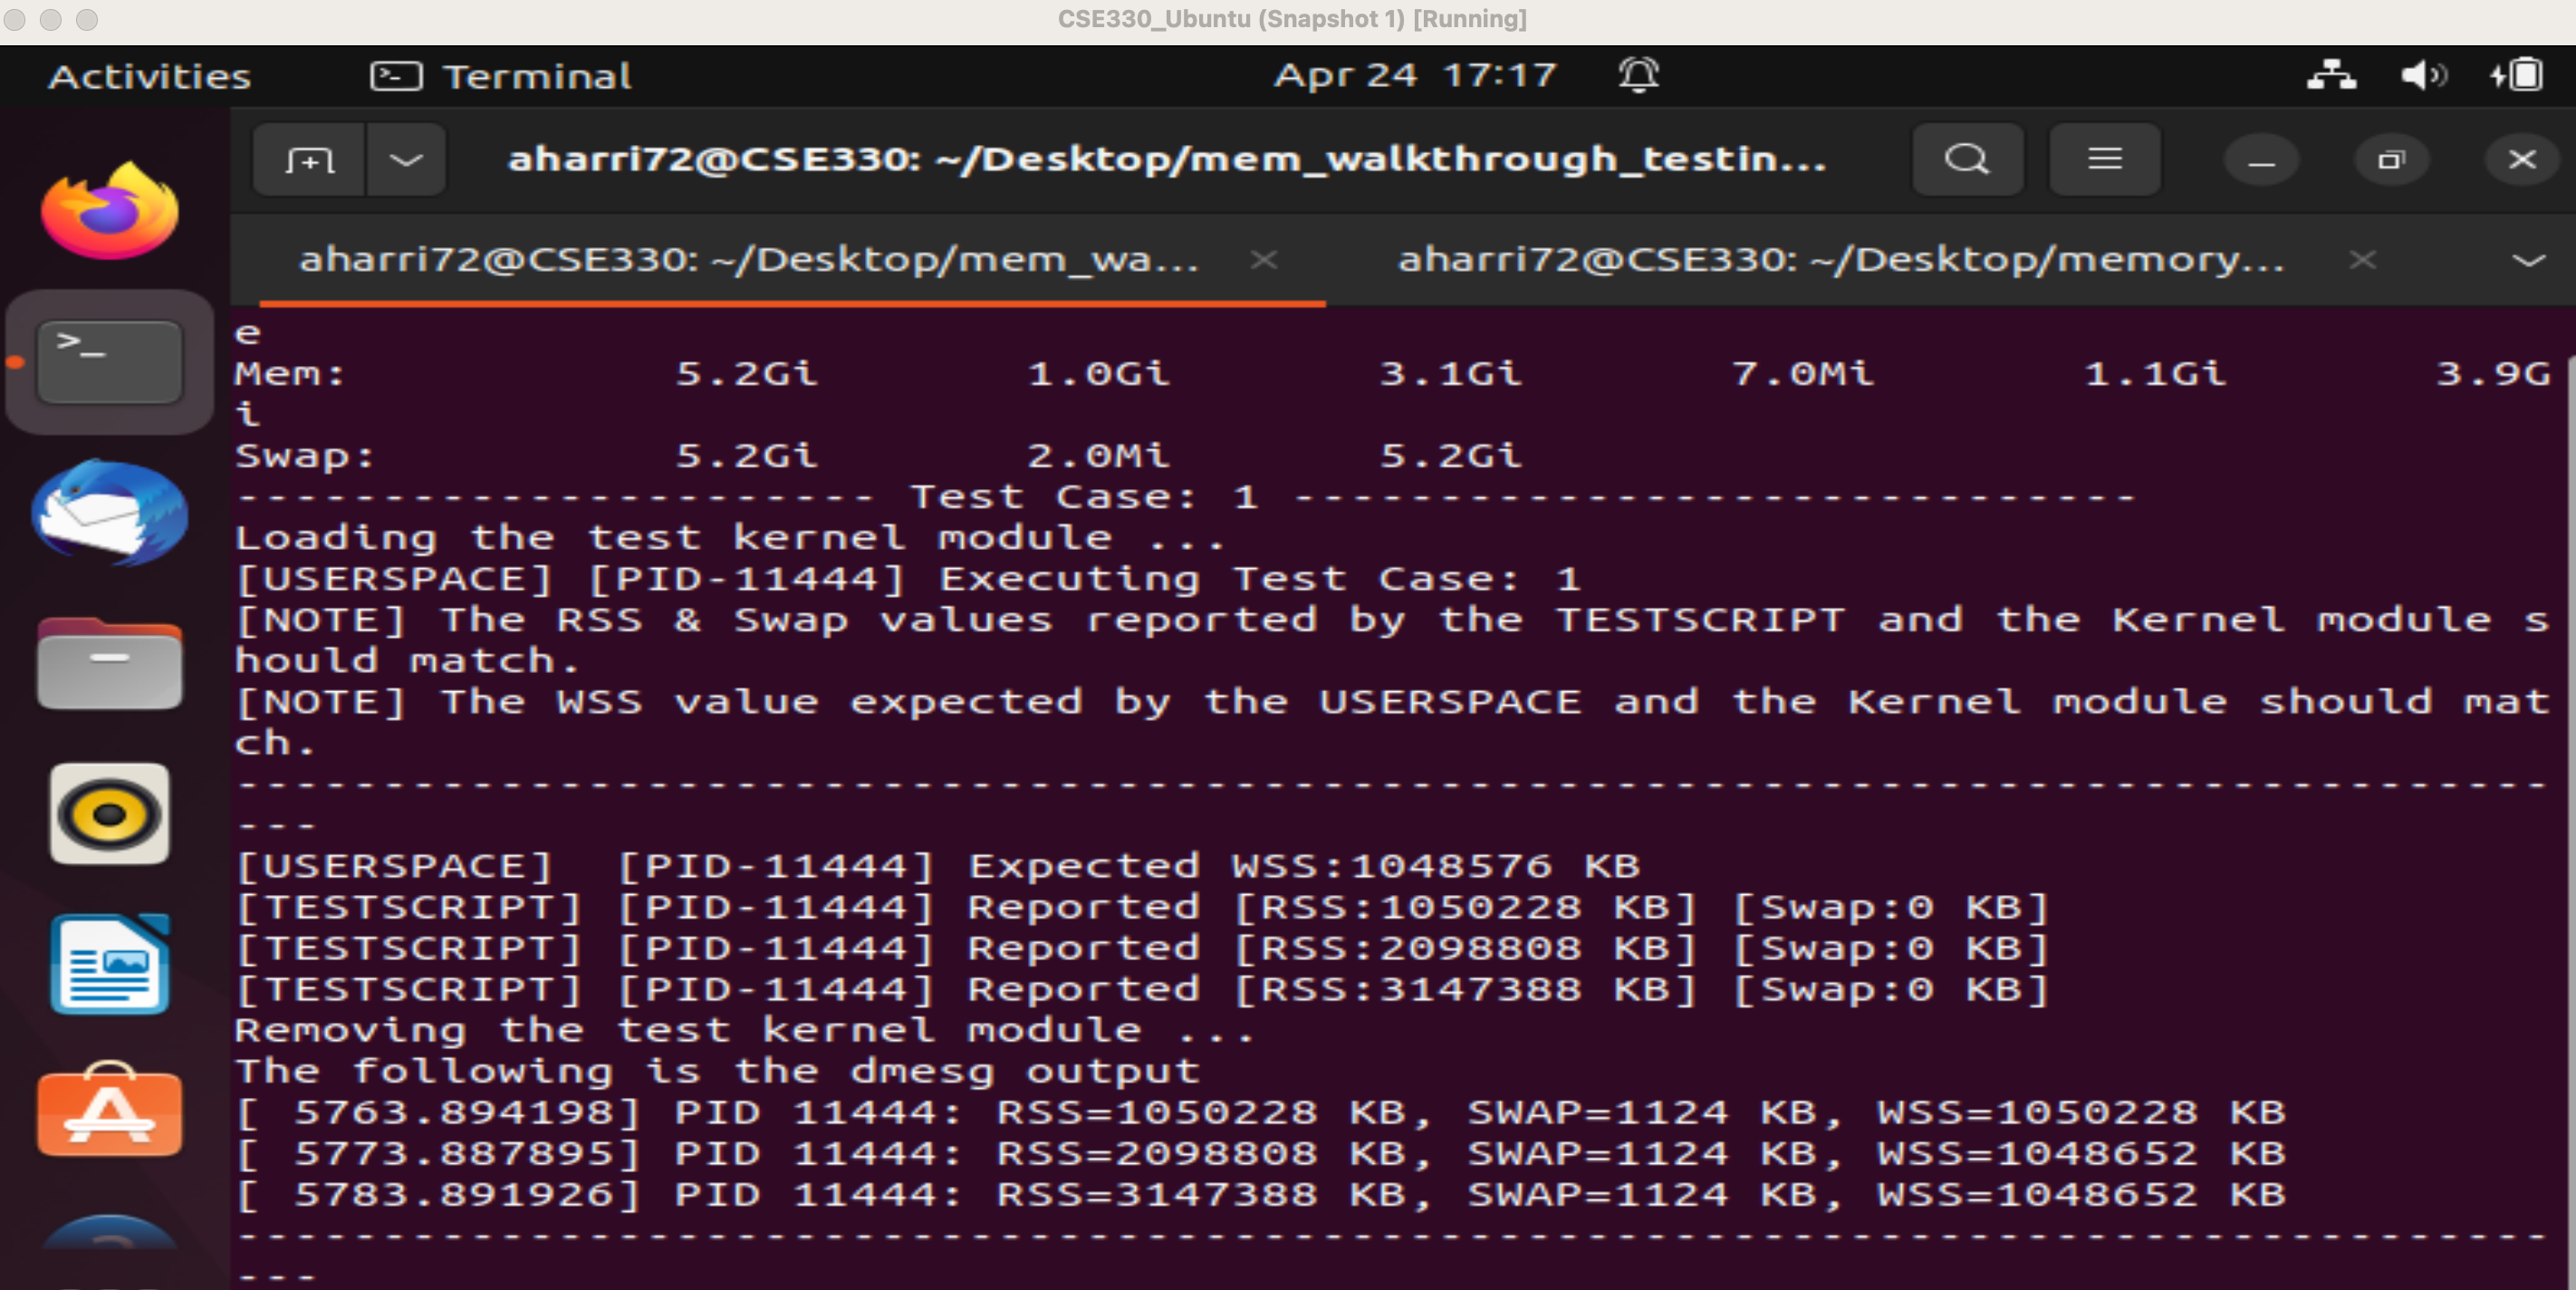 CSE330_Ubuntu (Snapshot 1) [Running]
Activities Terminal Apr 24 17:17
aharri72@CSE330: ~/Desktop/mem_walkthrough_testin...
aharri72@CSE330: ~/Desktop/mem_wa... aharri72@CSE330: ~/Desktop/memory...
e
Mem: 5.2Gi 1.0Gi 3.1Gi 7.0Mi 1.1Gi 3.9G
i
Swap: 5.2Gi 2.0Mi 5.2Gi
---------------------- Test Case: 1 -----------------------------
Loading the test kernel module ...
[USERSPACE] [PID-11444] Executing Test Case: 1
[NOTE] The RSS & Swap values reported by the TESTSCRIPT and the Kernel module s
hould match.
[NOTE] The WSS value expected by the USERSPACE and the Kernel module should mat
ch.
-------------------------------------------------------------------------------
---
[USERSPACE]  [PID-11444] Expected WSS:1048576 KB
[TESTSCRIPT] [PID-11444] Reported [RSS:1050228 KB] [Swap:0 KB]
[TESTSCRIPT] [PID-11444] Reported [RSS:2098808 KB] [Swap:0 KB]
[TESTSCRIPT] [PID-11444] Reported [RSS:3147388 KB] [Swap:0 KB]
Removing the test kernel module ...
The following is the dmesg output
[ 5763.894198] PID 11444: RSS=1050228 KB, SWAP=1124 KB, WSS=1050228 KB
[ 5773.887895] PID 11444: RSS=2098808 KB, SWAP=1124 KB, WSS=1048652 KB
[ 5783.891926] PID 11444: RSS=3147388 KB, SWAP=1124 KB, WSS=1048652 KB
-------------------------------------------------------------------------------
---